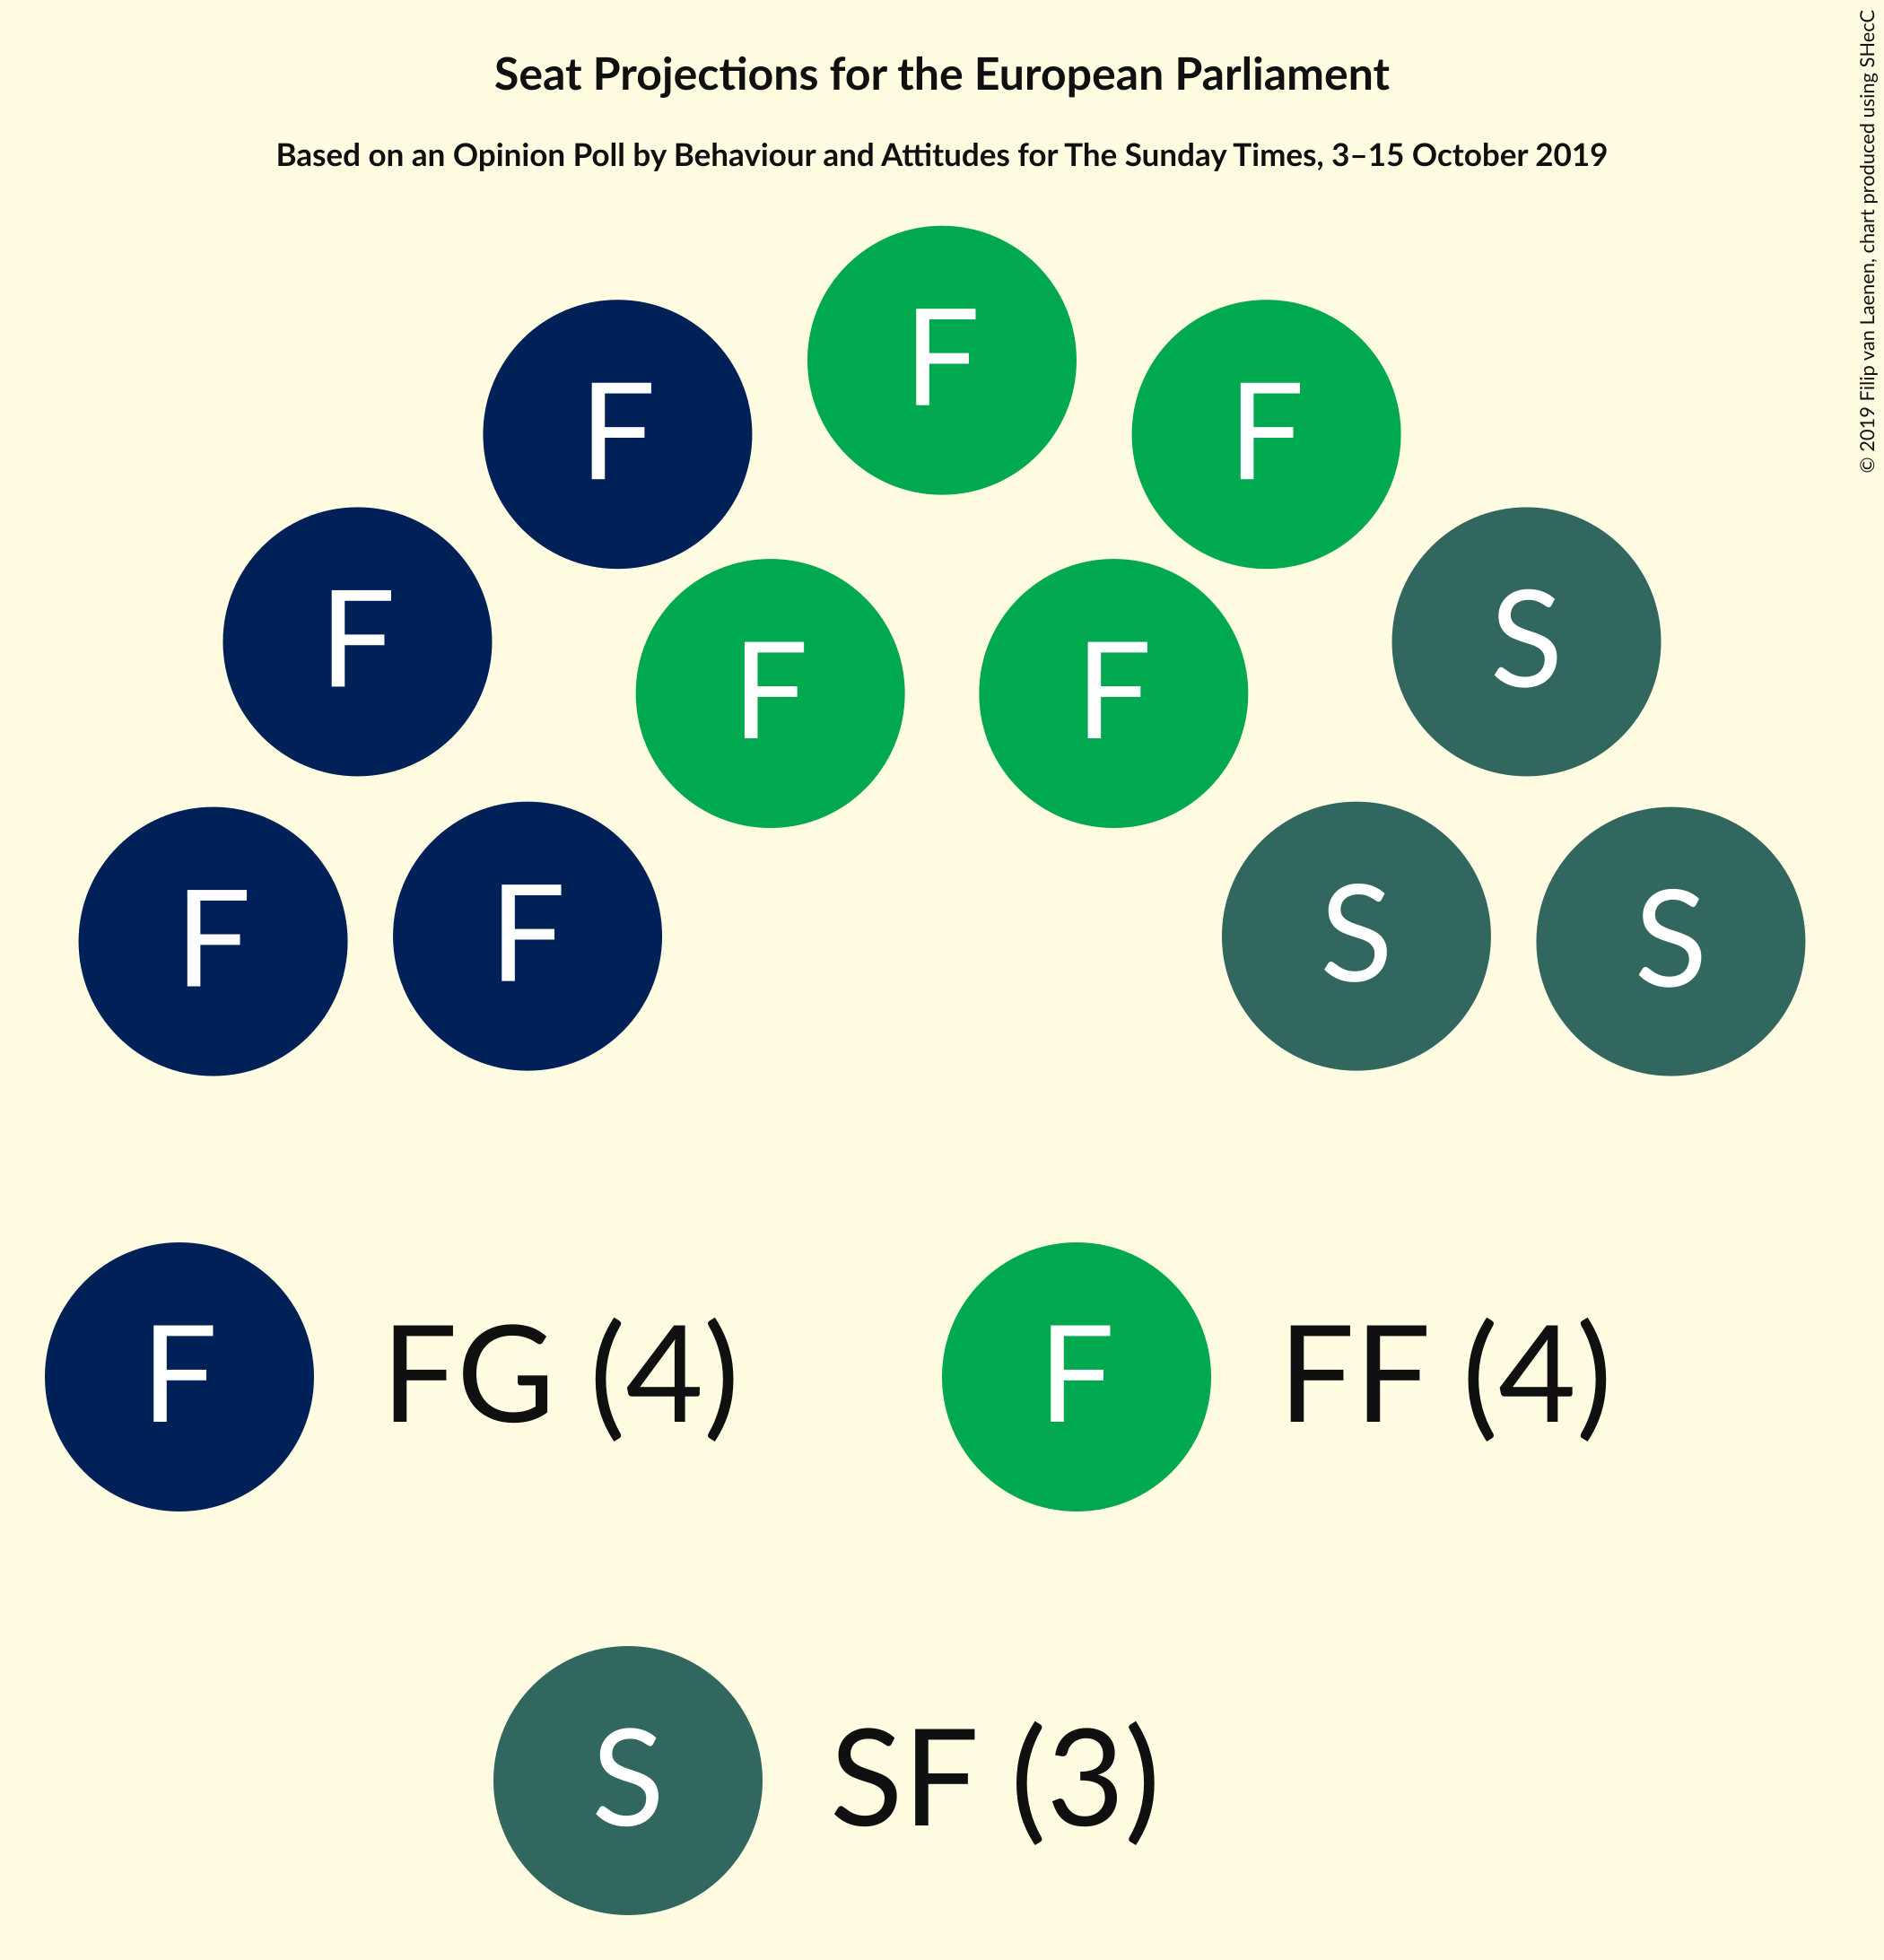 Seat Projections for the European Parliament
Based on an Opinion Poll by Behaviour and Attitudes for The Sunday Times, 3–15 October 2019
© 2019 Filip van Laenen, chart produced using SHecC
F
F
F
F
S
F
F
F
F
S
S
F FG (4)
F FF (4)
S SF (3)